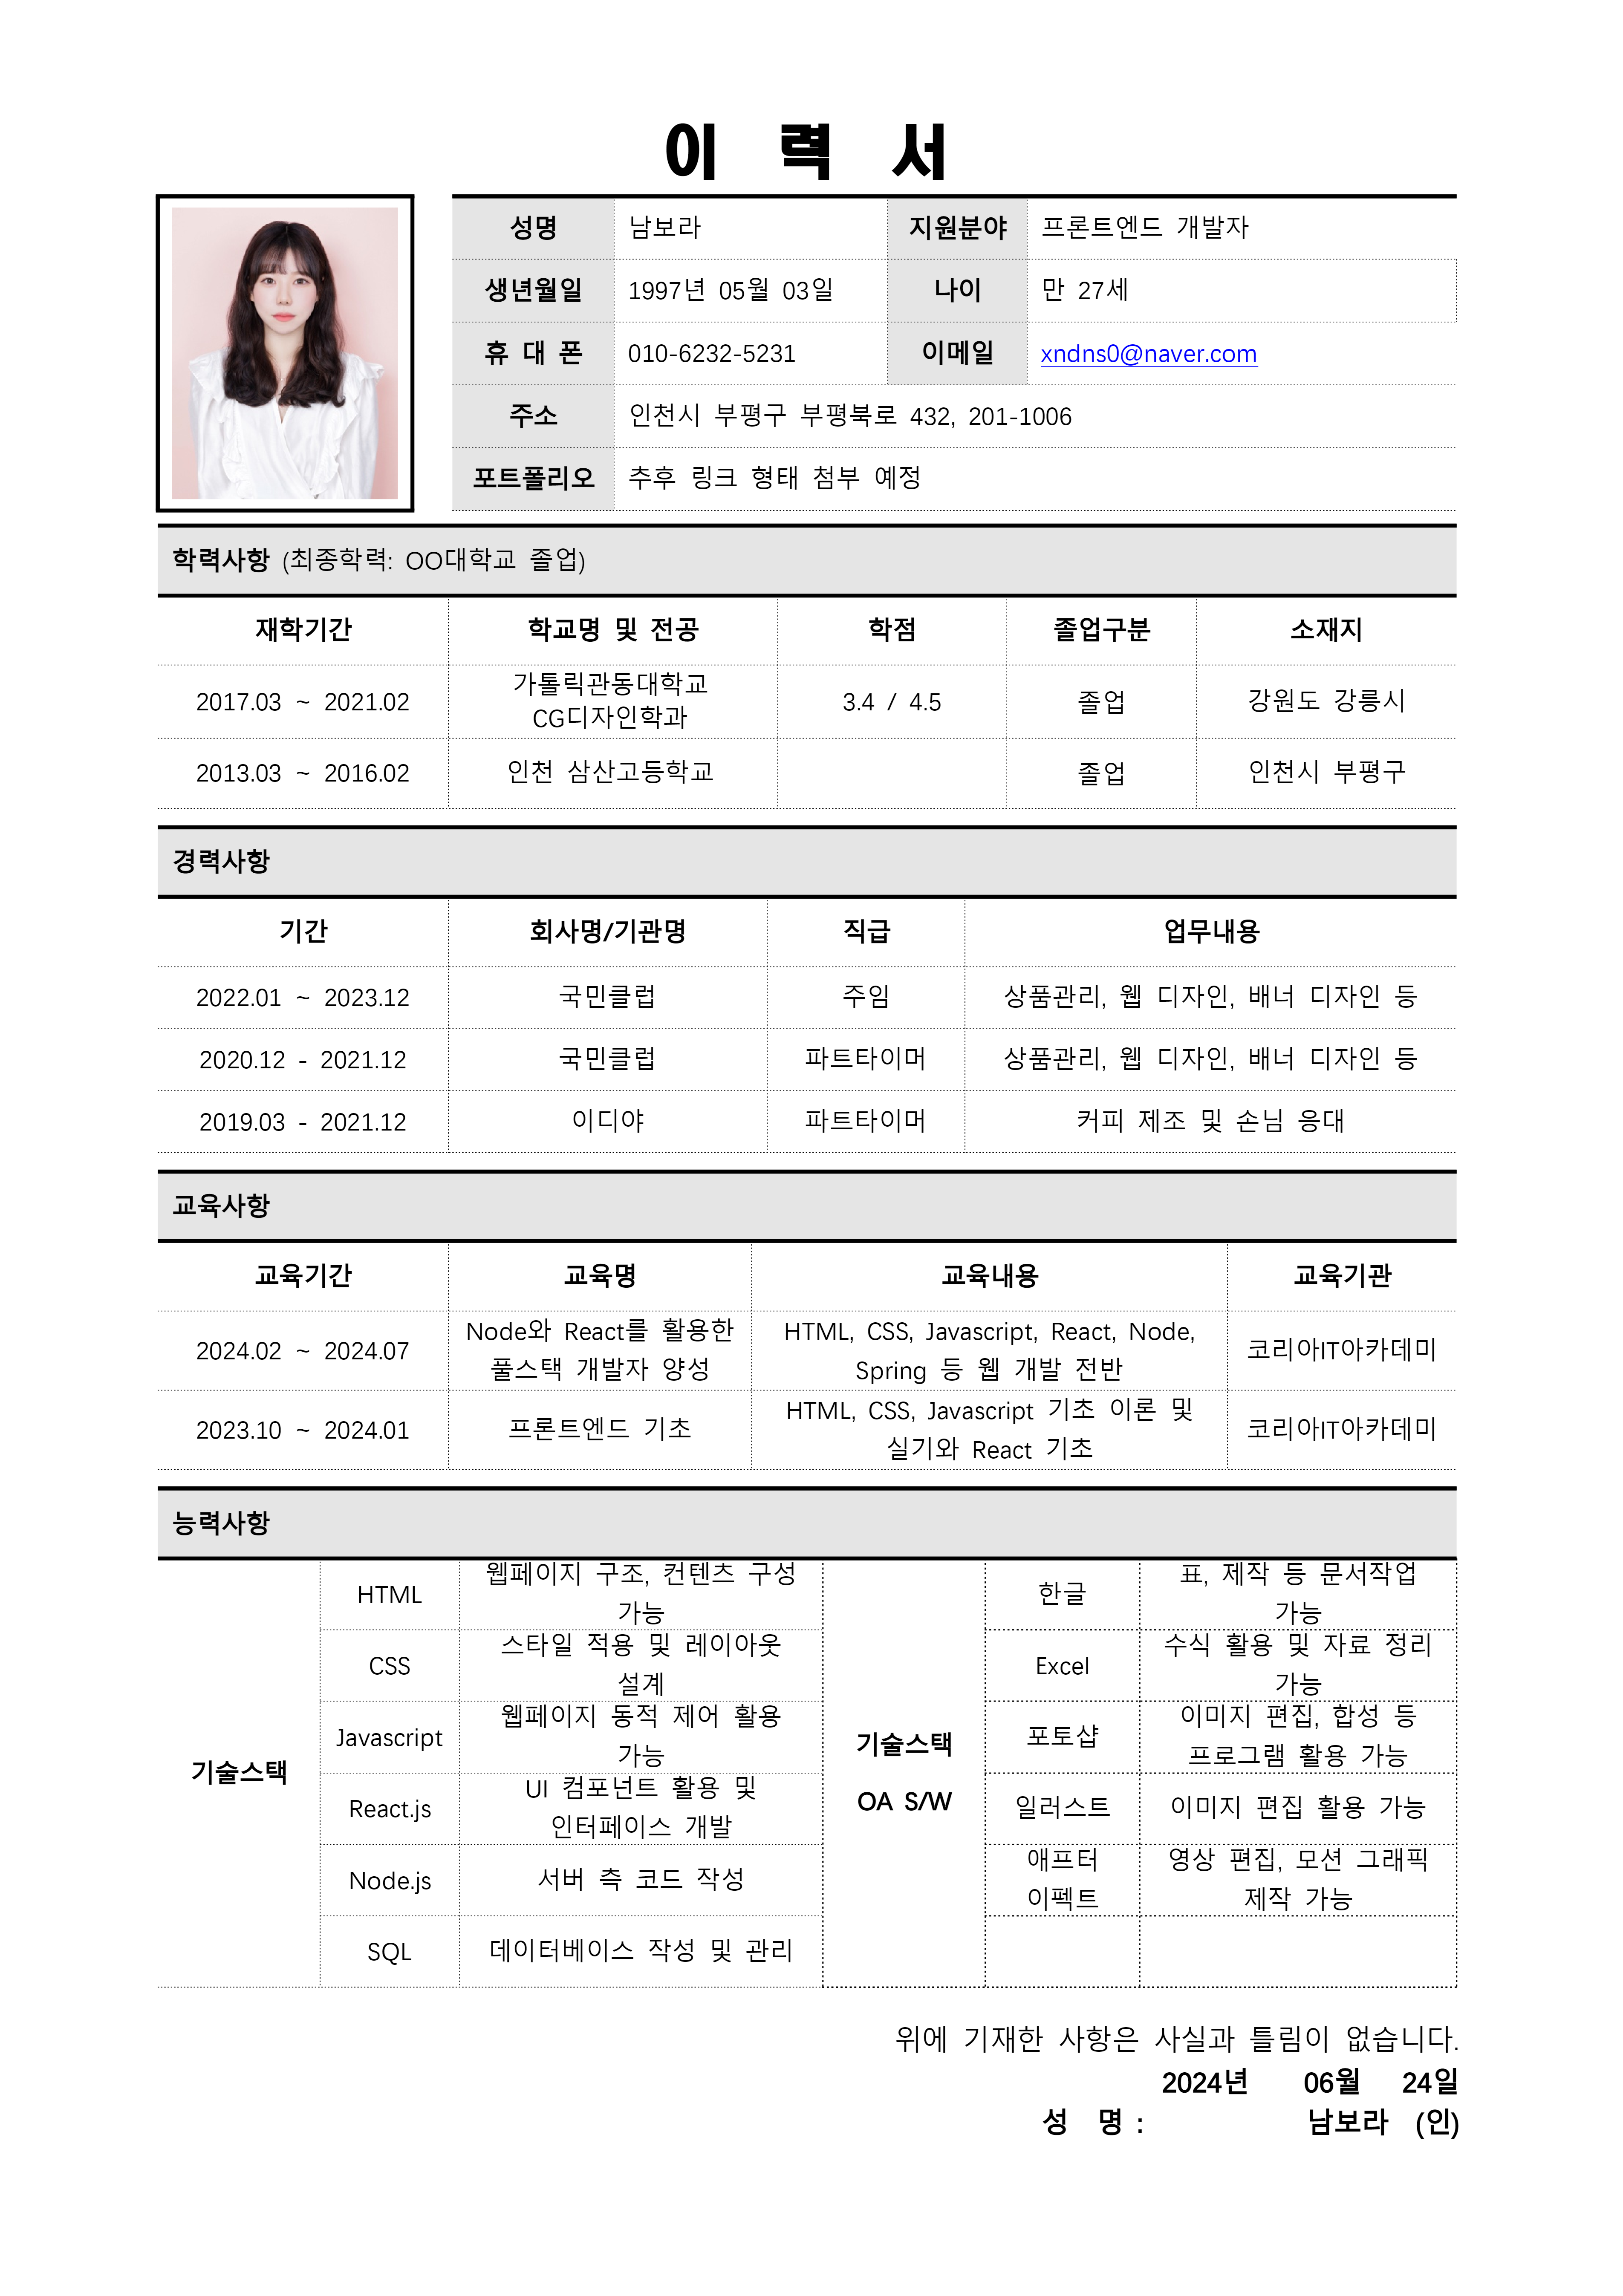 이 력 서
성명 남보라 지원분야 프론트엔드 개발자
생년월일 1997년 05월 03일 나이 만 27세
휴 대 폰 010-6232-5231 이메일 xndns0@naver.com
주소 인천시 부평구 부평북로 432, 201-1006
포트폴리오 추후 링크 형태 첨부 예정
학력사항 (최종학력: OO대학교 졸업)
재학기간 학교명 및 전공 학점 졸업구분 소재지
2017.03 ~ 2021.02 가톨릭관동대학교 3.4 / 4.5 졸업 강원도 강릉시
CG디자인학과
2013.03 ~ 2016.02 인천 삼산고등학교 졸업 인천시 부평구
경력사항
기간 회사명/기관명 직급 업무내용
2022.01 ~ 2023.12 국민클럽 주임 상품관리, 웹 디자인, 배너 디자인 등
2020.12 - 2021.12 국민클럽 파트타이머 상품관리, 웹 디자인, 배너 디자인 등
2019.03 - 2021.12 이디야 파트타이머 커피 제조 및 손님 응대
교육사항
교육기간 교육명 교육내용 교육기관
2024.02 ~ 2024.07 Node와 React를 활용한 HTML, CSS, Javascript, React, Node, 코리아IT아카데미
풀스택 개발자 양성 Spring 등 웹 개발 전반
2023.10 ~ 2024.01 프론트엔드 기초 HTML, CSS, Javascript 기초 이론 및 코리아IT아카데미
실기와 React 기초
능력사항
기술스택
HTML 웹페이지 구조, 컨텐츠 구성
가능
CSS 스타일 적용 및 레이아웃
설계
Javascript 웹페이지 동적 제어 활용
가능
React.js UI 컴포넌트 활용 및
인터페이스 개발
Node.js 서버 측 코드 작성
SQL 데이터베이스 작성 및 관리
기술스택
OA S/W
한글 표, 제작 등 문서작업
가능
Excel 수식 활용 및 자료 정리
가능
포토샵 이미지 편집, 합성 등
프로그램 활용 가능
일러스트 이미지 편집 활용 가능
애프터 영상 편집, 모션 그래픽
이펙트 제작 가능
위에 기재한 사항은 사실과 틀림이 없습니다.
2024년 06월 24일
성 명 : 남보라 (인)